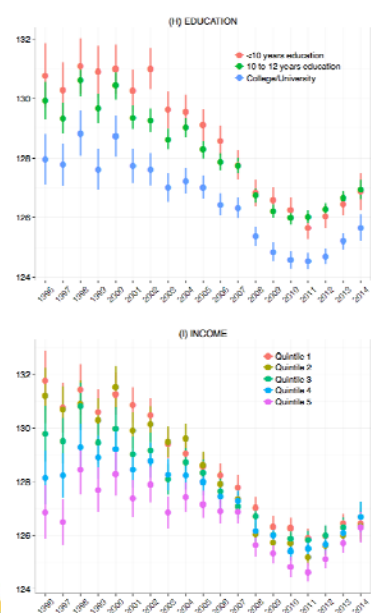 (H) EDUCATION
132
<10 years education
10 to 12 years education
College/University
130
128
126
124
1996 1997 1998 1999 2000 2001 2002 2003 2004 2005 2006 2007 2008 2009 2010 2011 2012 2013 2014
(I) INCOME
Quintile 1
Quintile 2
132
Quintile 3
Quintile 4
Quintile 5
130
128
126
124
1996 1997 1998 1999 2000 2001 2002 2003 2004 2005 2006 2007 2008 2009 2010 2011 2012 2013 2014